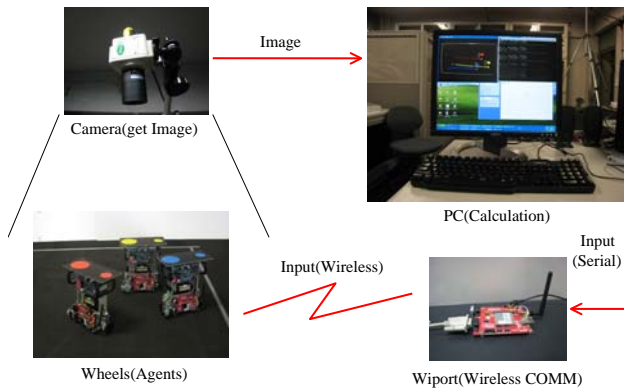 Image
Camera(get Image)
PC(Calculation)
Input
(Serial)
Input(Wireless)
Wheels(Agents)
Wiport(Wireless COMM)